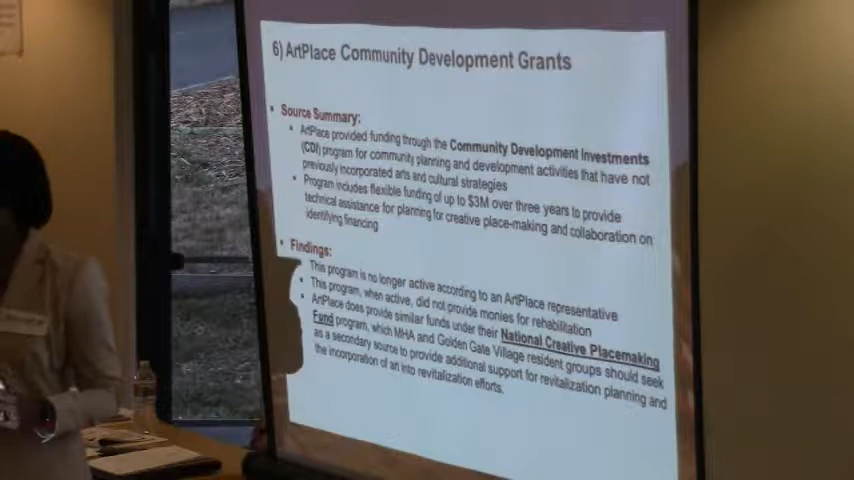 6) ArtPlace Community Development Grants
Source Summary:
ArtPlace provided funding through the Community Development Investments
(CDI) program for community planning and development activities that have not
previously incorporated arts and cultural strategies
Program includes flexible funding of up to $3M over three years to provide
technical assistance for planning for creative place-making and collaboration on
identifying financing
Findings:
This program is no longer active according to an ArtPlace representative
This program, when active, did not provide monies for rehabilitation
ArtPlace does provide similar funds under their National Creative Placemaking
Fund program, which MHA and Golden Gate Village resident groups should seek
as a secondary source to provide additional support for revitalization planning and
the incorporation of art into revitalization efforts.